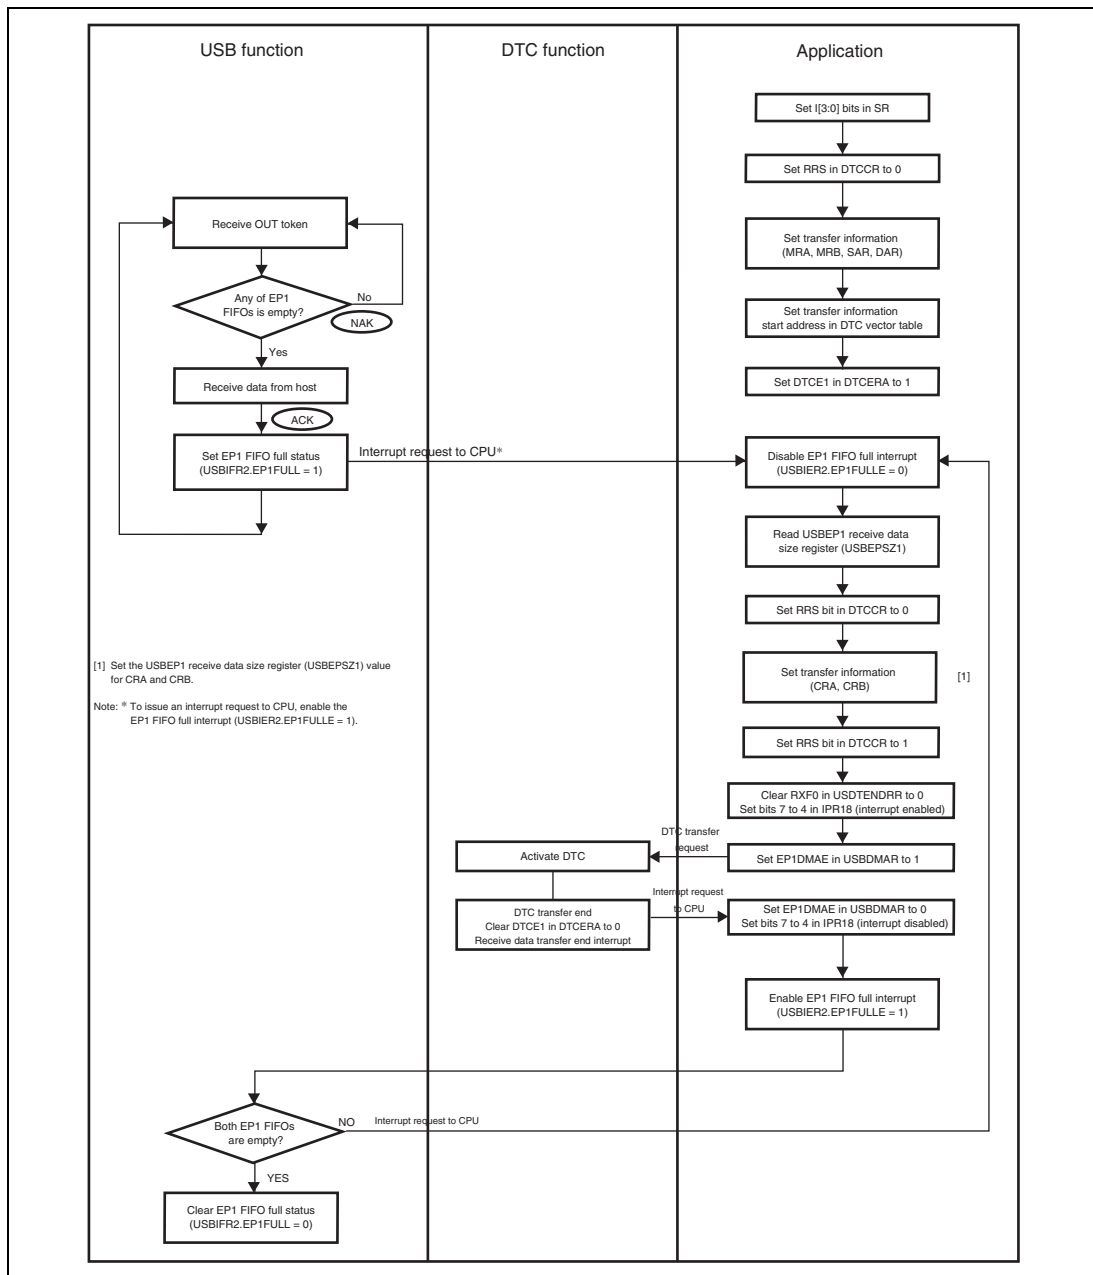 USB function
DTC function
Application
Set I[3:0] bits in SR
Set RRS in DTCCR to 0
Set transfer information
(MRA, MRB, SAR, DAR)
Set transfer information
start address in DTC vector table
Set DTCE1 in DTCERA to 1
Receive OUT token
Any of EP1
FIFOs is empty?
No
NAK
Yes
Receive data from host
ACK
Set EP1 FIFO full status
(USBIFR2.EP1FULL = 1)
Interrupt request to CPU*
Disable EP1 FIFO full interrupt
(USBIER2.EP1FULLE = 0)
Read USBEP1 receive data
size register (USBEPSZ1)
Set RRS bit in DTCCR to 0
Set transfer information
(CRA, CRB)
[1]
Set RRS bit in DTCCR to 1
Clear RXF0 in USDTENDRR to 0
Set bits 7 to 4 in IPR18 (interrupt enabled)
[1] Set the USBEP1 receive data size register (USBEPSZ1) value
for CRA and CRB.
Note: * To issue an interrupt request to CPU, enable the
EP1 FIFO full interrupt (USBIER2.EP1FULLE = 1).
DTC transfer
request
Activate DTC
Set EP1DMAE in USBDMAR to 1
Interrupt request
to CPU
DTC transfer end
Clear DTCE1 in DTCERA to 0
Receive data transfer end interrupt
Set EP1DMAE in USBDMAR to 0
Set bits 7 to 4 in IPR18 (interrupt disabled)
Enable EP1 FIFO full interrupt
(USBIER2.EP1FULLE = 1)
Both EP1 FIFOs
are empty?
NO
Interrupt request to CPU
YES
Clear EP1 FIFO full status
(USBIFR2.EP1FULL = 0)